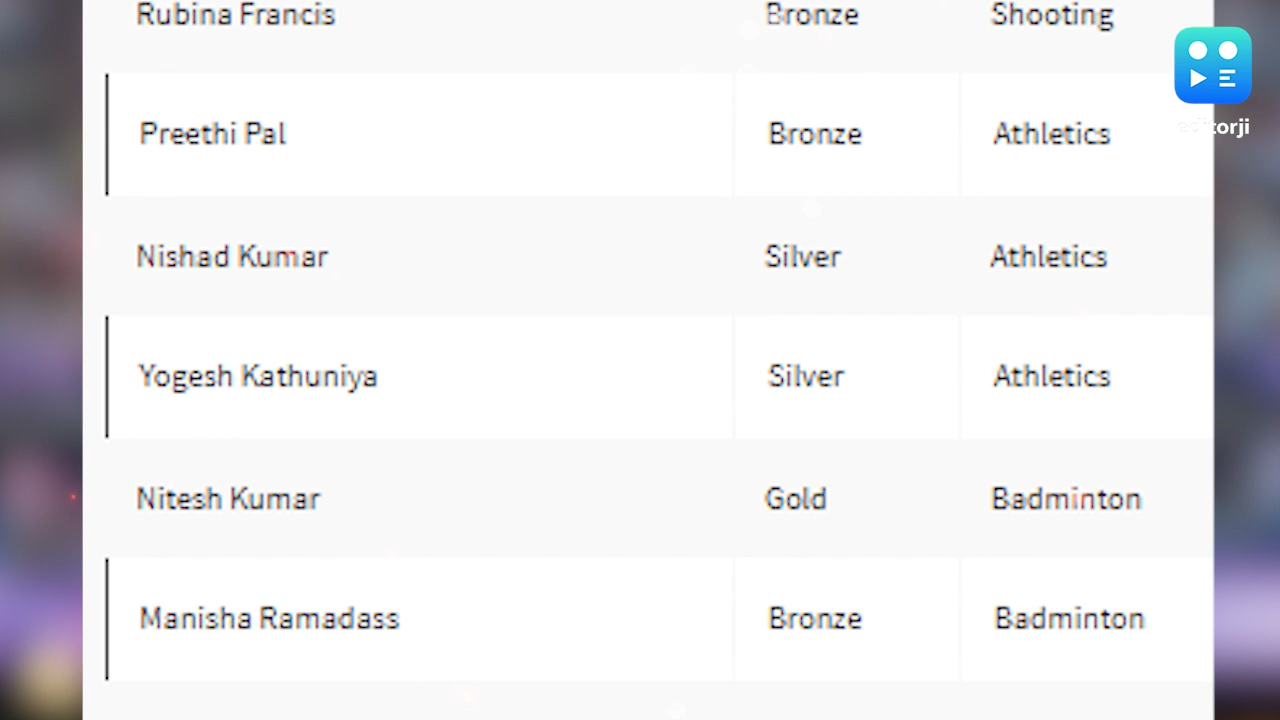 Rubina Francis Bronze Shooting
editorji
Preethi Pal Bronze Athletics
Nishad Kumar Silver Athletics
Yogesh Kathuniya Silver Athletics
Nitesh Kumar Gold Badminton
Manisha Ramadass Bronze Badminton